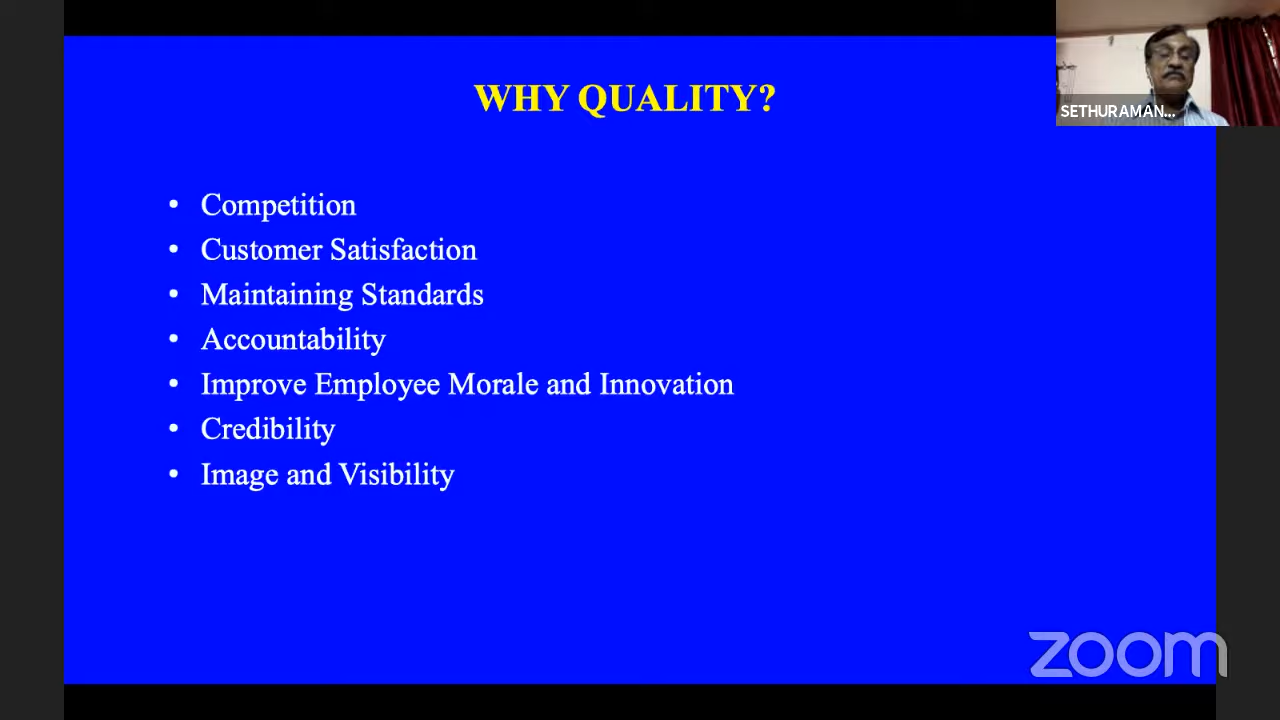 WHY QUALITY?
SETHURAMAN...
• Competition
• Customer Satisfaction
• Maintaining Standards
• Accountability
• Improve Employee Morale and Innovation
• Credibility
• Image and Visibility
zoom